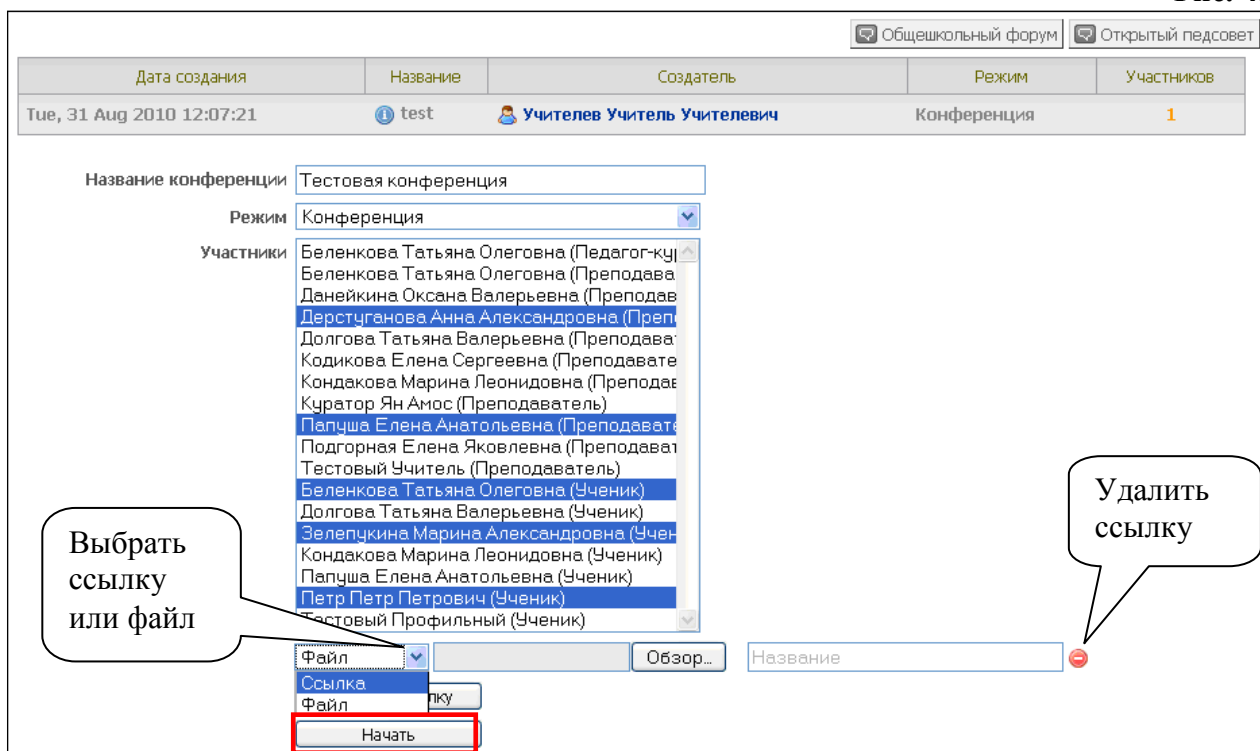 Общешкольный форум Открытый педсовет
Дата создания Название Создатель Режим Участников
Tue, 31 Aug 2010 12:07:21 test Учителев Учитель Учителевич Конференция 1
Название конференции Тестовая конференция
Режим Конференция
Участники
Беленкова Татьяна Олеговна (Педагог-ку
Беленкова Татьяна Олеговна (Преподава
Данейкина Оксана Валерьевна (Преподав
Дерстуганова Анна Александровна (Преп
Долгова Татьяна Валерьевна (Преподава
Кодикова Елена Сергеевна (Преподавате
Кондакова Марина Леонидовна (Преподав
Куратор Ян Амос (Преподаватель)
Папуша Елена Анатольевна (Преподавате
Подгорная Елена Яковлевна (Преподават
Тестовый Учитель (Преподаватель)
Беленкова Татьяна Олеговна (Ученик)
Долгова Татьяна Валерьевна (Ученик)
Зелепукина Марина Александровна (Учен
Кондакова Марина Леонидовна (Ученик)
Папуша Елена Анатольевна (Ученик)
Петр Петр Петрович (Ученик)
Тестовый Профильный (Ученик)
Выбрать
ссылку
или файл
Удалить
ссылку
Файл Обзор... Название
Ссылка
Файл лку
Начать